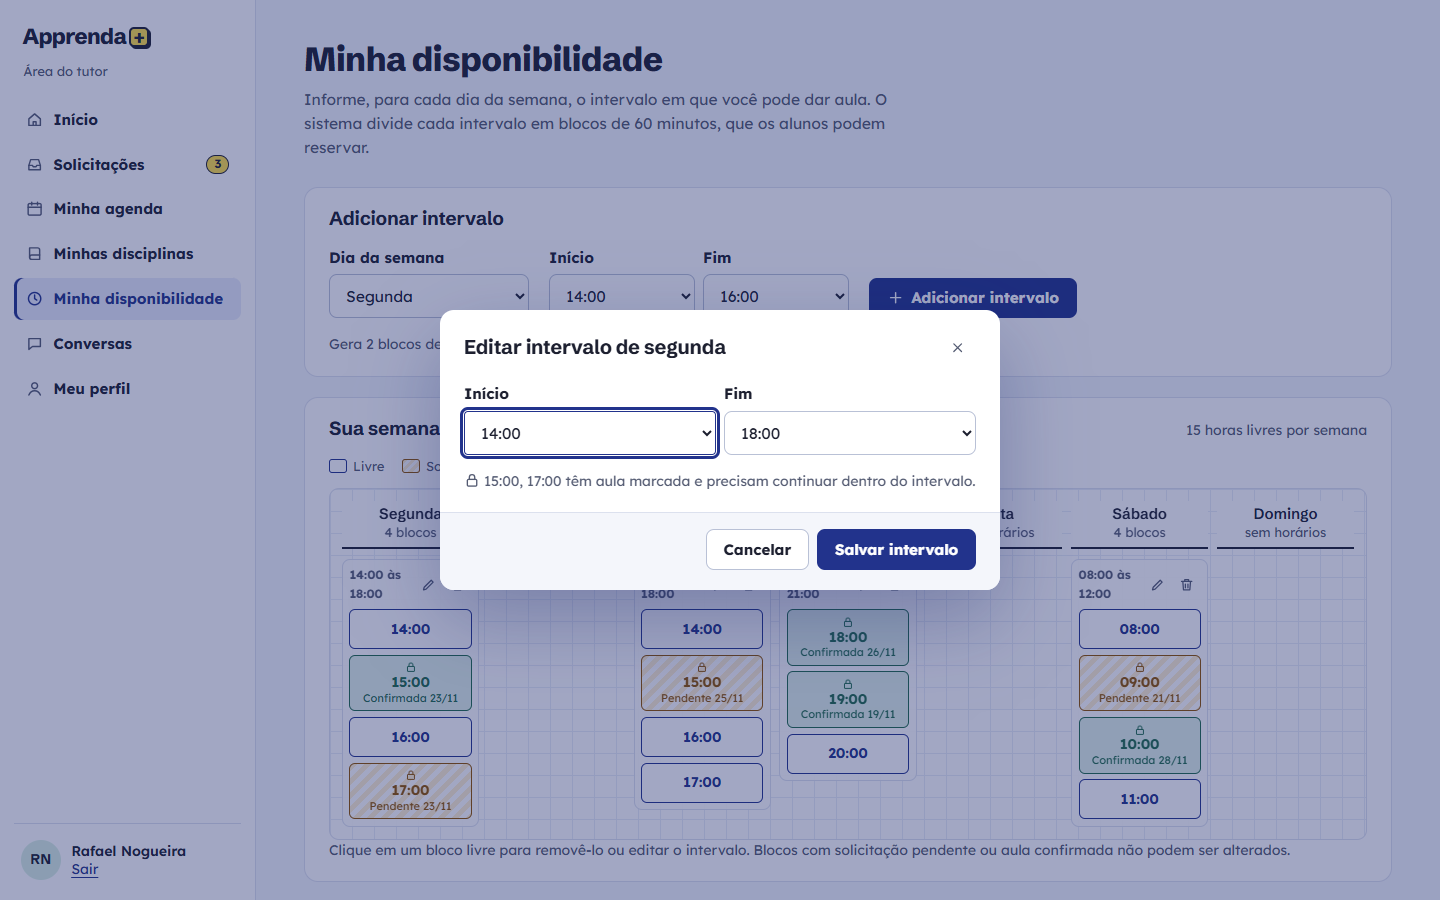 Apprenda+
Área do tutor
Início
Solicitações 3
Minha agenda
Minhas disciplinas
Minha disponibilidade
Conversas
Meu perfil
RN
Rafael Nogueira
Sair
Minha disponibilidade
Informe, para cada dia da semana, o intervalo em que você pode dar aula. O
sistema divide cada intervalo em blocos de 60 minutos, que os alunos podem
reservar.
Adicionar intervalo
Dia da semana Início Fim
Segunda 14:00 16:00 + Adicionar intervalo
Gera 2 blocos de
Editar intervalo de segunda
Início Fim
14:00 18:00
15:00, 17:00 têm aula marcada e precisam continuar dentro do intervalo.
Cancelar Salvar intervalo
Sua semana 15 horas livres por semana
Livre
Segunda
4 blocos
14:00 às
18:00
14:00
15:00
Confirmada 23/11
16:00
17:00
Pendente 23/11
18:00
14:00
15:00
Pendente 25/11
16:00
17:00
21:00
18:00
Confirmada 26/11
19:00
Confirmada 19/11
20:00
Sábado
4 blocos
08:00 às
12:00
08:00
09:00
Pendente 21/11
10:00
Confirmada 28/11
11:00
Domingo
sem horários
Clique em um bloco livre para removê-lo ou editar o intervalo. Blocos com solicitação pendente ou aula confirmada não podem ser alterados.